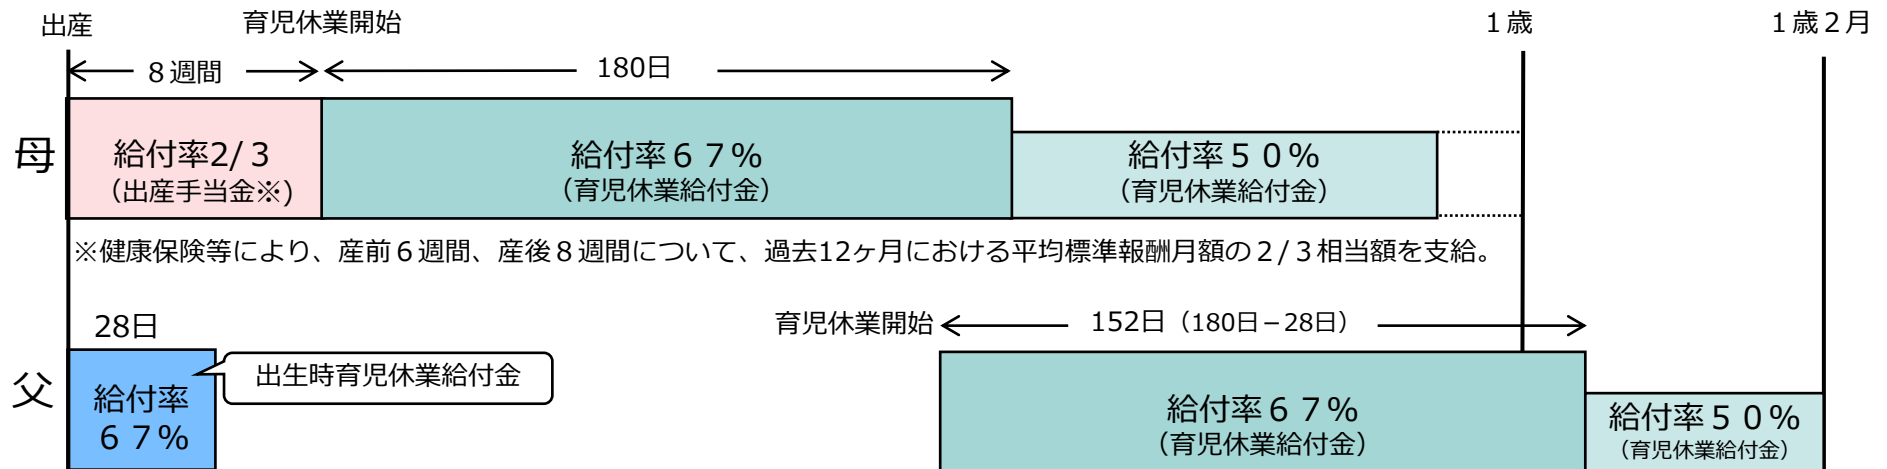 出産
育児休業開始
１歳
１歳２月
８週間
180日
母
給付率2/３
（出産手当金※）
給付率６７%
（育児休業給付金）
給付率５０%
（育児休業給付金）
※健康保険等により、産前６週間、産後８週間について、過去12ヶ月における平均標準報酬月額の２/３相当額を支給。
28日
育児休業開始
152日（180日－28日）
父
給付率
６７%
出生時育児休業給付金
給付率６７%
（育児休業給付金）
給付率５０%
（育児休業給付金）